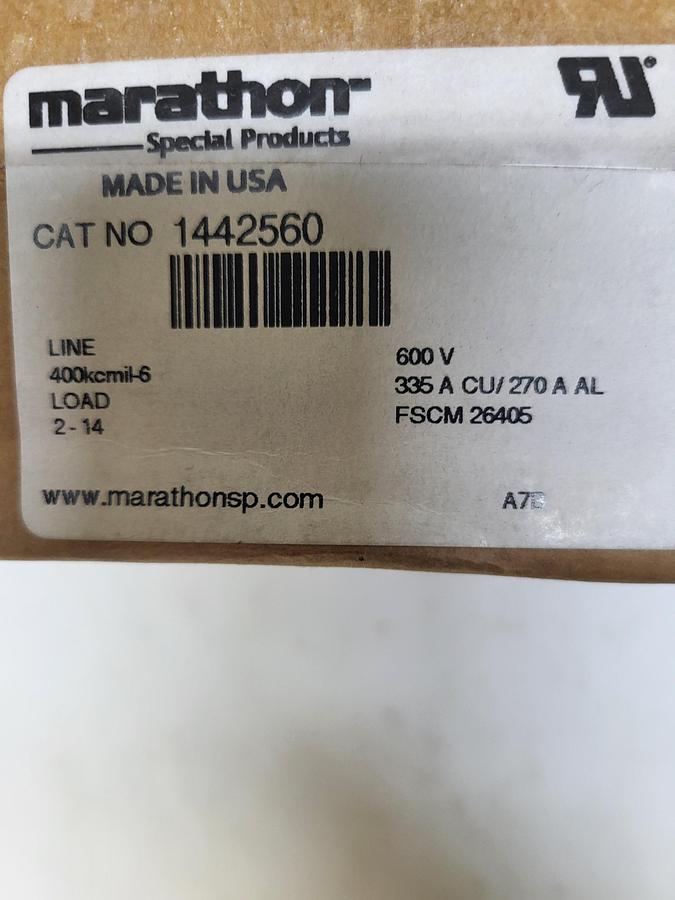 marathon
Special Products
MADE IN USA
CAT NO 1442560
LINE
400kcmil-6
LOAD
2-14
600 V
335 A CU/ 270 A AL
FSCM 26405
www.marathonsp.com